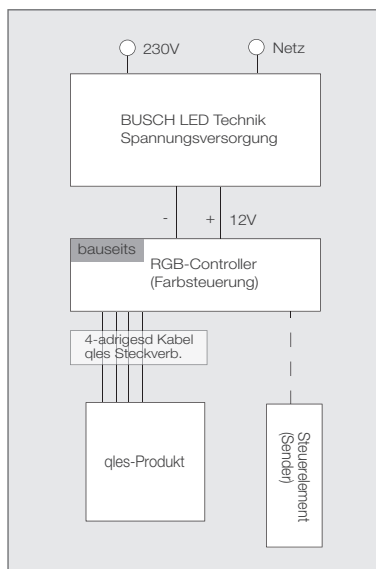 230V
Netz
BUSCH LED Technik
Spannungsversorgung
-
+
12V
bauseits
RGB-Controller
(Farbsteuerung)
4-adrigesd Kabel
qles Steckverb.
qles-Produkt
Steuerelement
(Sender)